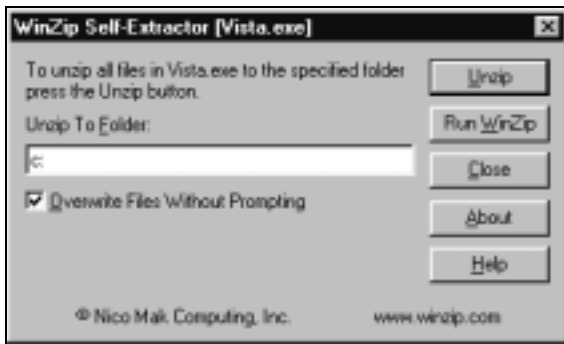 WinZip Self-Extractor [Vista.exe]
To unzip all files in Vista.exe to the specified folder
press the Unzip button.
Unzip To Folder:
c:
Overwrite Files Without Prompting
Unzip
Run WinZip
Close
About
Help
© Nico Mak Computing, Inc.
www.winzip.com